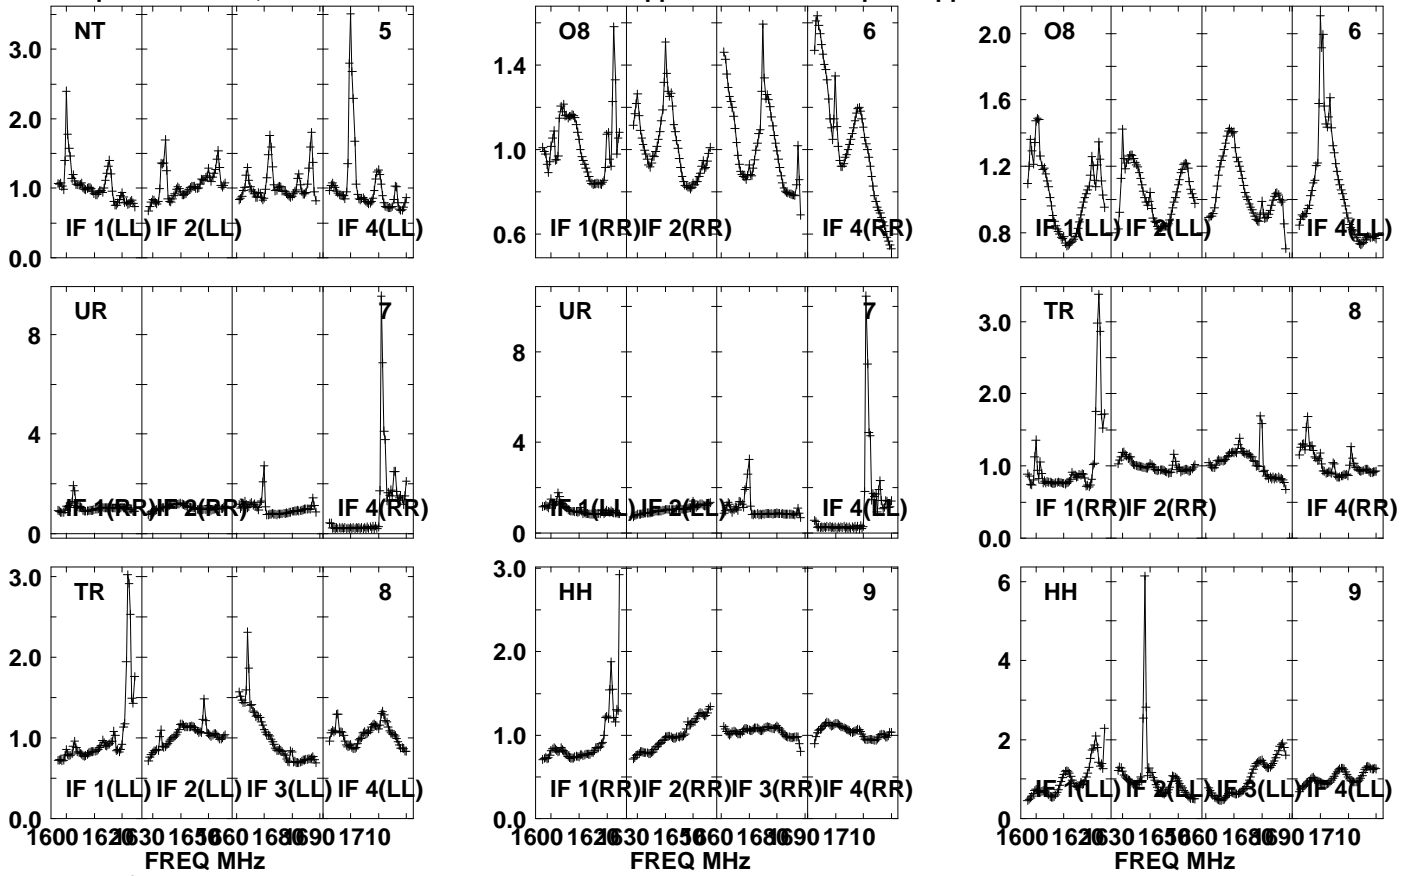 NT 5 O8 6 O8 6
3.0 2.0 1.0 0.0
1.4 1.0 0.6
2.0 1.6 1.2 0.8
IF 1(LL) IF 2(LL) IF 4(LL)
IF 1(RR) IF 2(RR) IF 4(RR)
IF 1(LL) IF 2(LL) IF 4(LL)
UR 7 UR 7 TR 8
8 4 0
8 4 0
3.0 2.0 1.0 0.0
IF 1(RR) IF 2(RR) IF 4(RR)
IF 1(LL) IF 2(LL) IF 4(LL)
IF 1(RR) IF 2(RR) IF 4(RR)
TR 8 HH 9 HH 9
3.0 2.0 1.0 0.0
3.0 2.0 1.0 0.0
6 4 2 0
IF 1(LL) IF 2(LL) IF 3(LL) IF 4(LL)
IF 1(RR) IF 2(RR) IF 3(RR) IF 4(RR)
IF 1(LL) IF 2(LL) IF 3(LL) IF 4(LL)
1600 1620 1630 1650 1660 1680 1690 1710
1600 1620 1630 1650 1660 1680 1690 1710
1600 1620 1630 1650 1660 1680 1690 1710
FREQ MHz FREQ MHz FREQ MHz